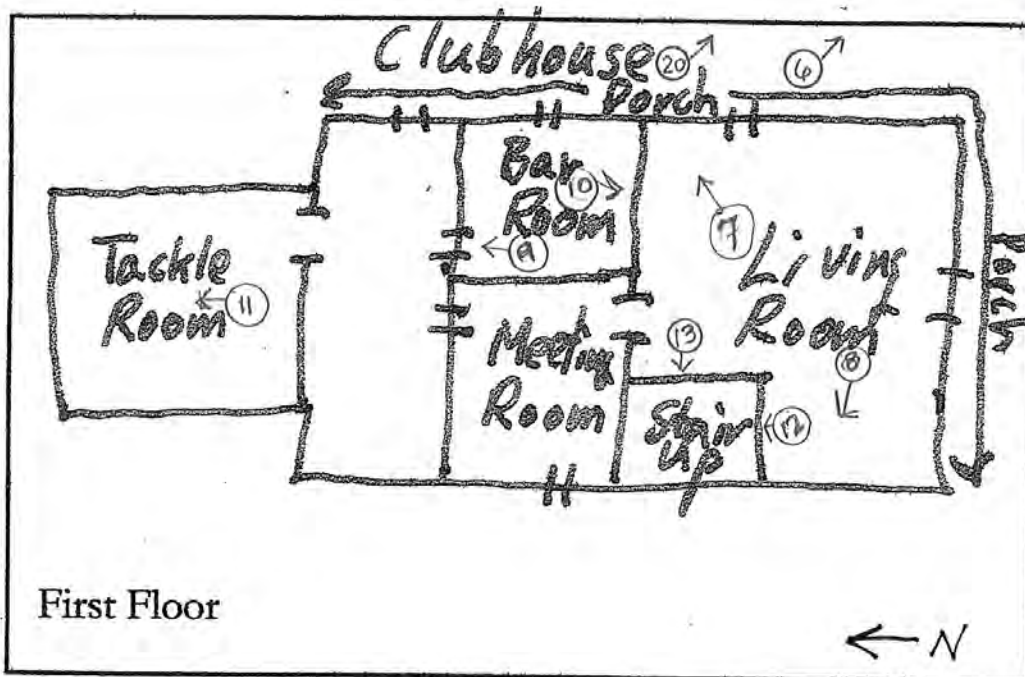 Clubhouse
20
6
Porch
Bar
10
Room
9
7
Living
Room
18
Porch
Tackle
Room
11
Meeting
Room
13
Stair
Up
12
First Floor
← N